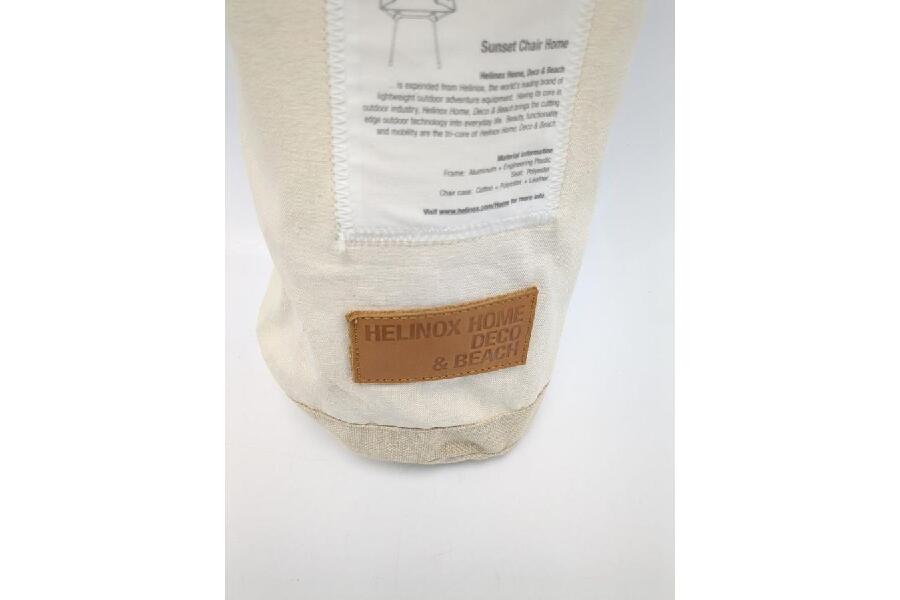 Sunset Chair Home
Helinox Home, Deco & Beach
is expended from Helinox, the world's leading brand of
lightweight outdoor adventure equipment. Having its core in
outdoor industry, Helinox Home, Deco & Beach brings the cutting
edge outdoor technology into everyday life. Beauty, functionality
and mobility are the tri-core of Helinox Home, Deco & Beach.
Material Information
Frame: Aluminum + Engineering Plastic
Seat: Polyester
Chair case: Cotton + Polyester + Leather
Visit www.helinox.com/Home for more info.
HELINOX HOME
DECO
& BEACH